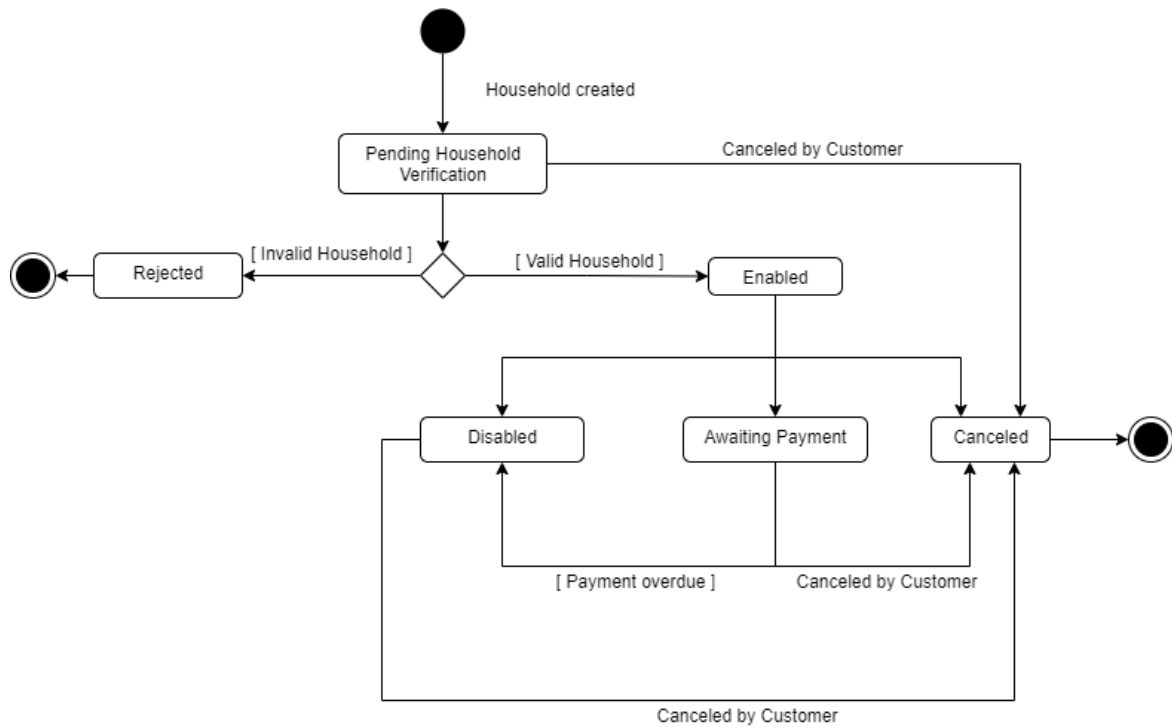 Household created
Pending Household
Verification
Canceled by Customer
[ Invalid Household ]
[ Valid Household ]
Rejected
Enabled
Disabled
Awaiting Payment
Canceled
[ Payment overdue ]
Canceled by Customer
Canceled by Customer